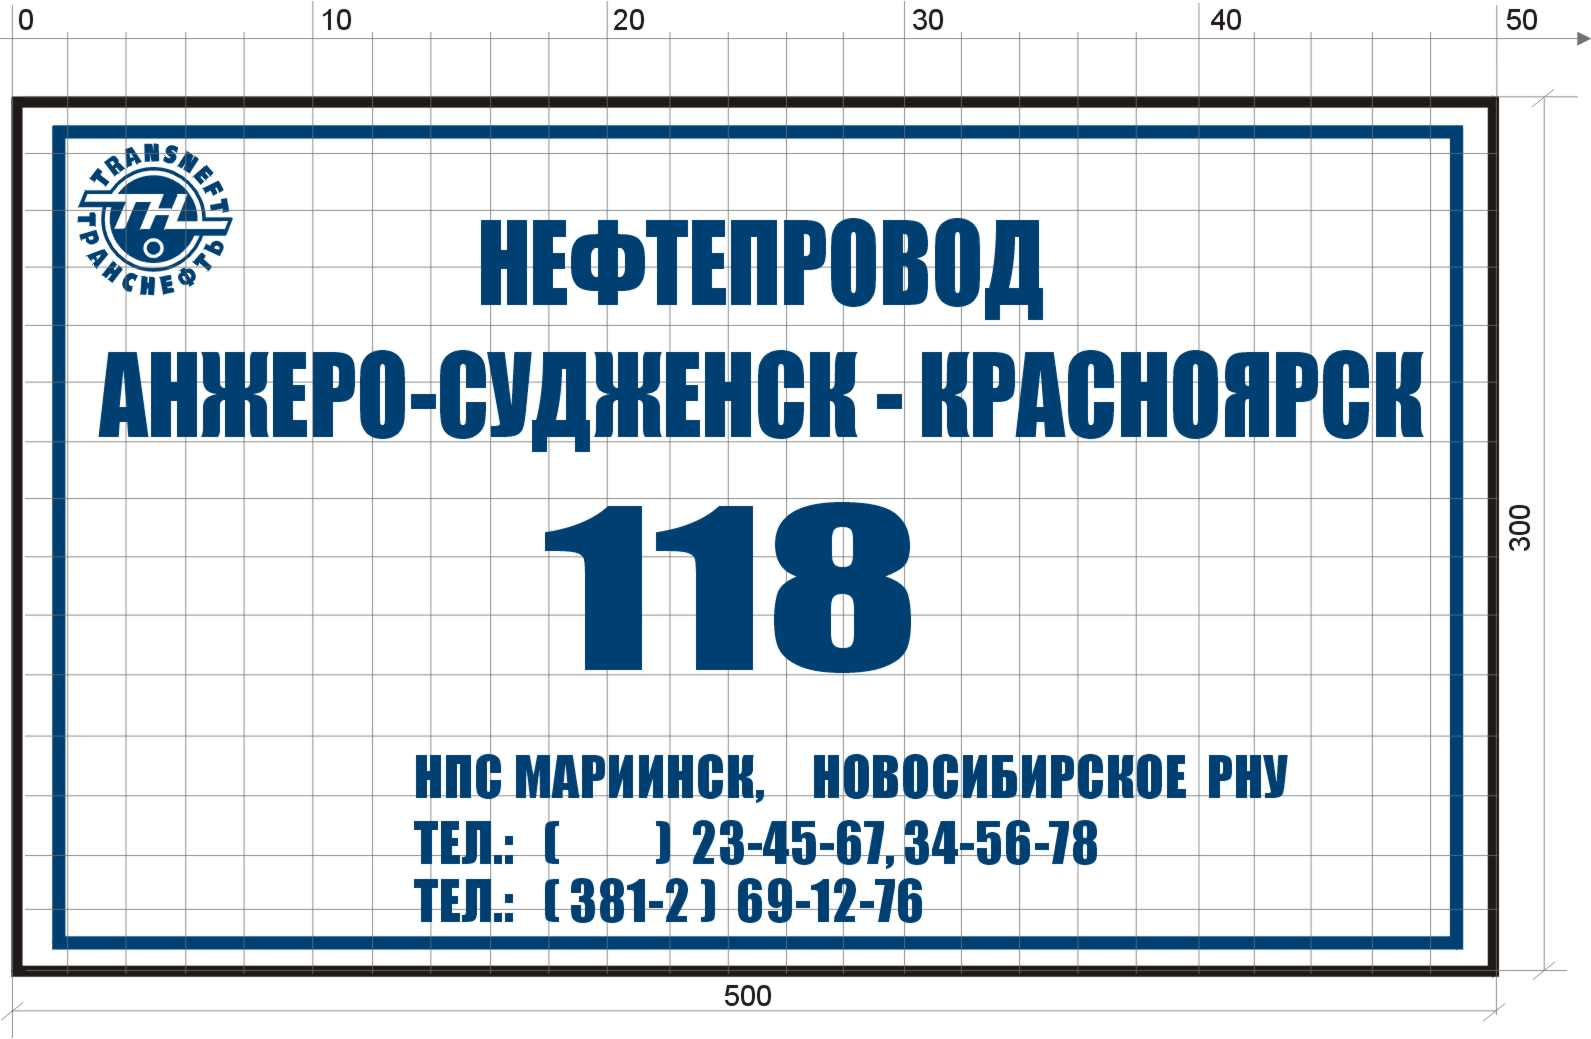 0 10 20 30 40 50
TRANSNEFT
ТН
ТРАНСНЕФТЬ
НЕФТЕПРОВОД
АНЖЕРО-СУДЖЕНСК - КРАСНОЯРСК
118
300
НПС МАРИИНСК, НОВОСИБИРСКОЕ РНУ
ТЕЛ.: ( ) 23-45-67, 34-56-78
ТЕЛ.: ( 381-2 ) 69-12-76
500